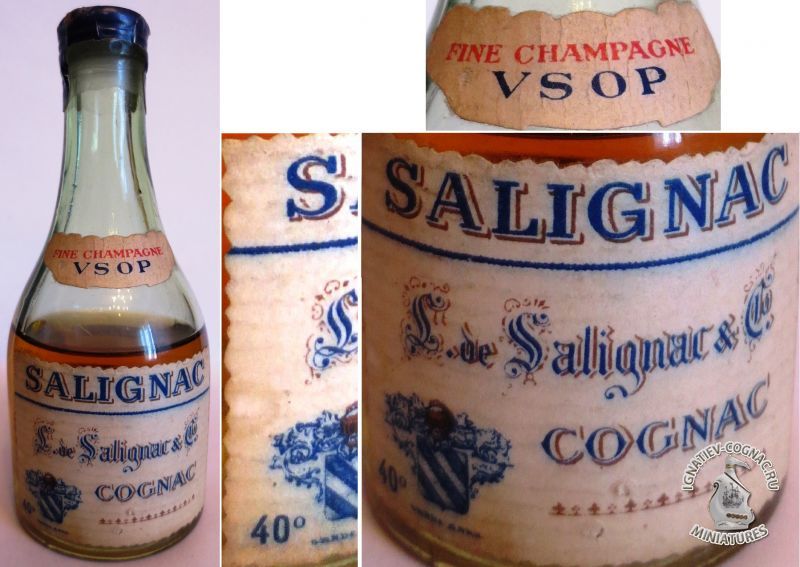 FINE CHAMPAGNE
VSOP
SALIGNAC
L. de Salignac & Co
COGNAC
40°
FINE CHAMPAGNE
VSOP
S
L
40°
SALIGNAC
L. de Salignac & Co
COGNAC
40°
IGNATIEV-COGNAC.RU
MINIATURES